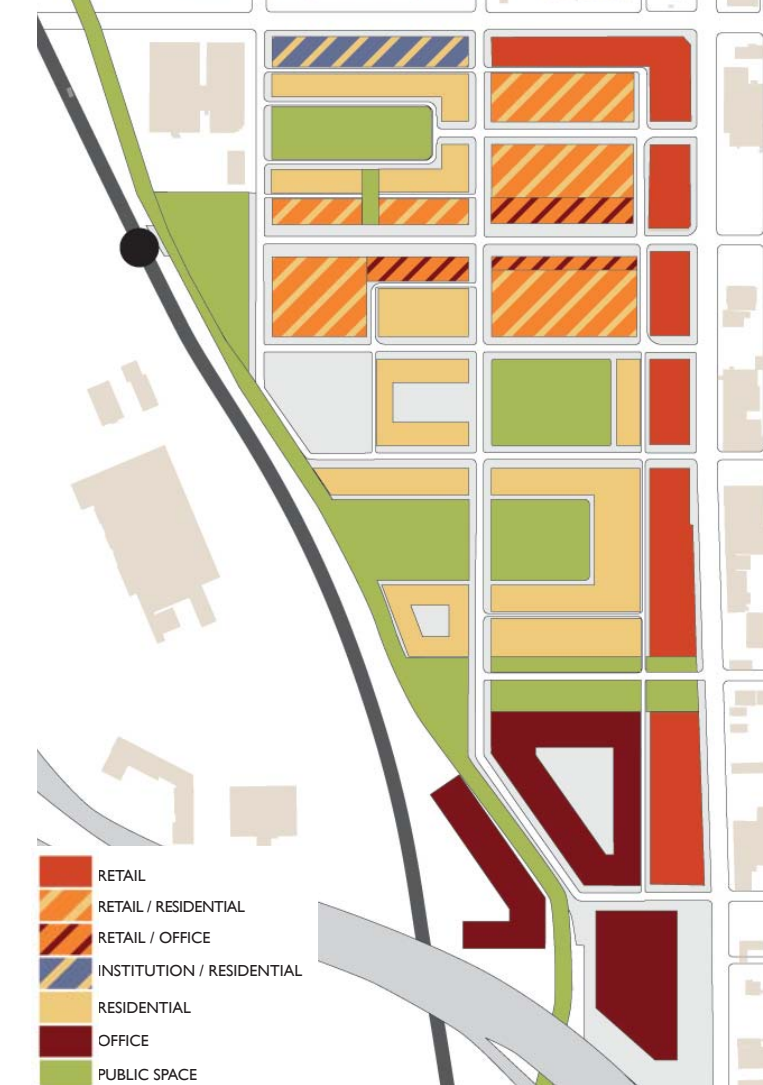 RETAIL
RETAIL / RESIDENTIAL
RETAIL / OFFICE
INSTITUTION / RESIDENTIAL
RESIDENTIAL
OFFICE
PUBLIC SPACE